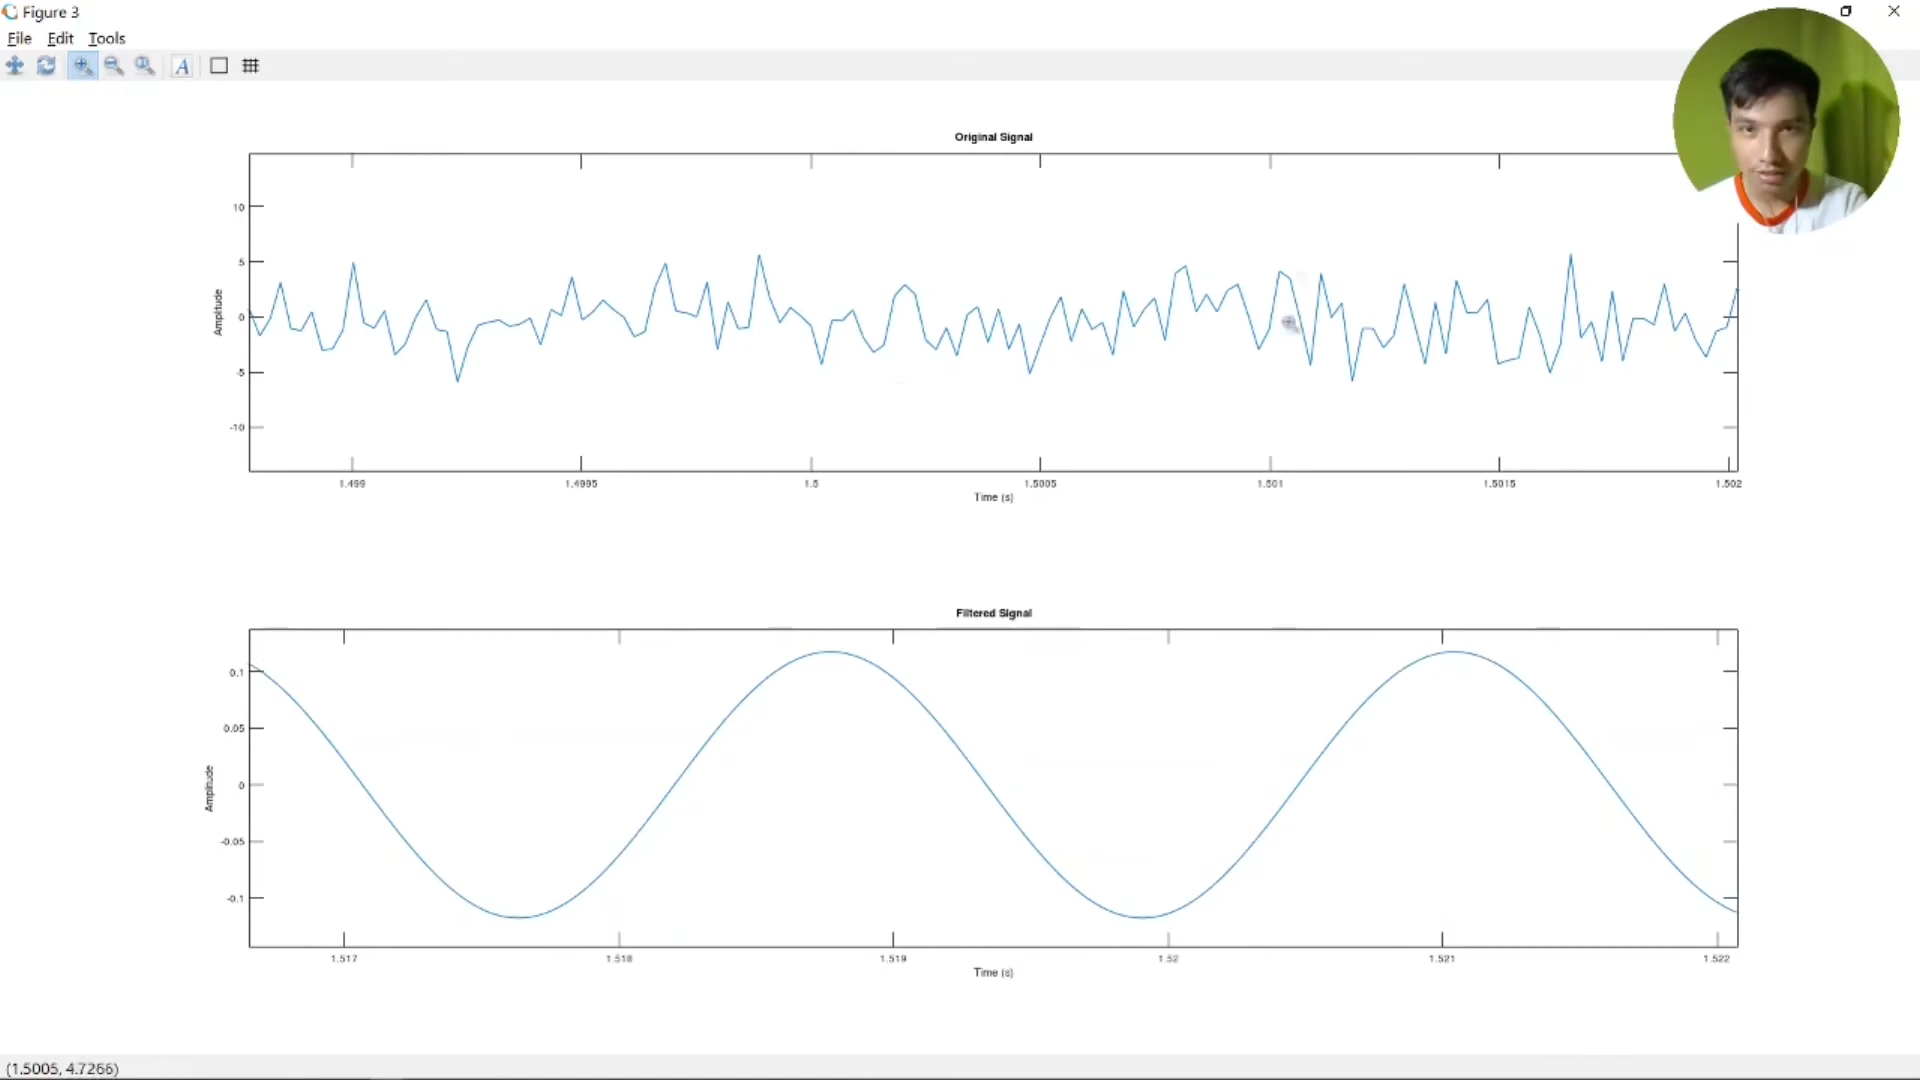 Figure 3
File Edit Tools
A
Original Signal
10
5
0
-5
-10
Amplitude
1.499 1.4995 1.5 1.5005 1.501 1.5015 1.502
Time (s)
Filtered Signal
0.1
0.05
0
-0.05
-0.1
Amplitude
1.517 1.518 1.519 1.52 1.521 1.522
Time (s)
(1.5005, 4.7266)